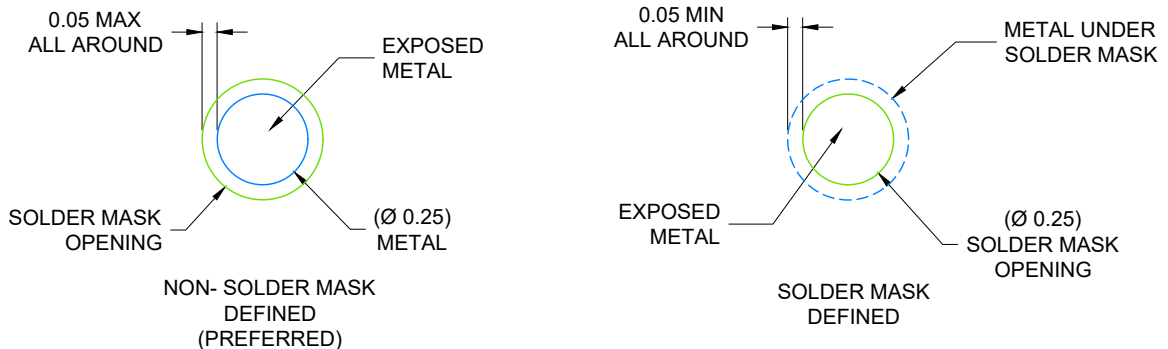 0.05 MAX
ALL AROUND
EXPOSED
METAL
SOLDER MASK
OPENING
(Ø 0.25)
METAL
NON- SOLDER MASK
DEFINED
(PREFERRED)
0.05 MIN
ALL AROUND
METAL UNDER
SOLDER MASK
EXPOSED
METAL
(Ø 0.25)
SOLDER MASK
OPENING
SOLDER MASK
DEFINED